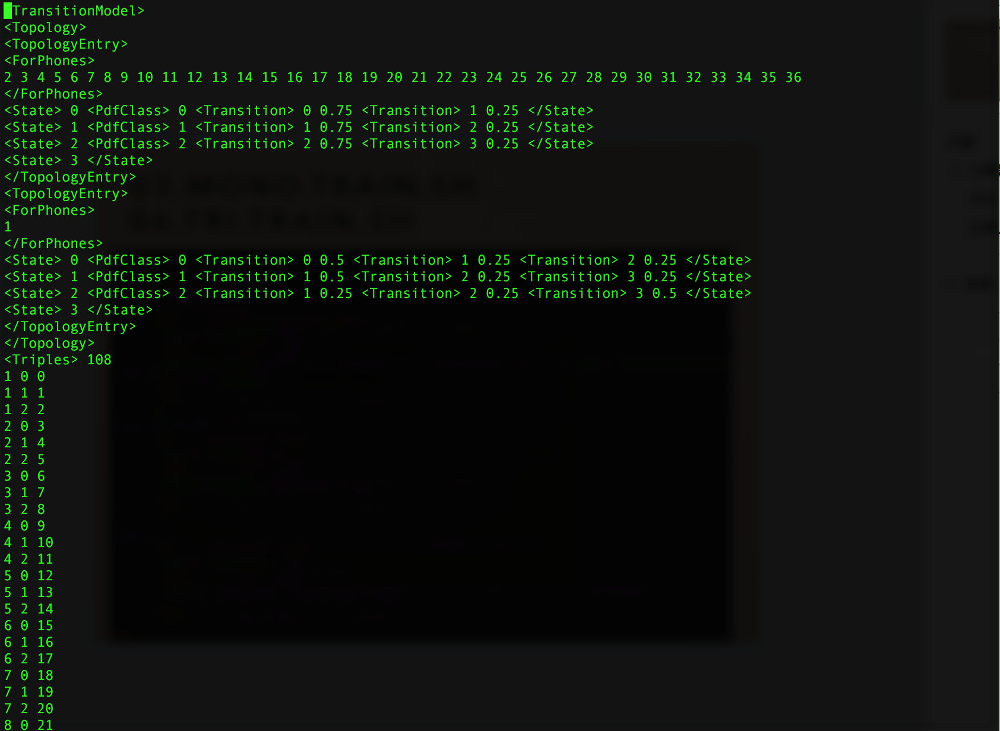 TransitionModel>
<Topology>
<TopologyEntry>
<ForPhones>
2 3 4 5 6 7 8 9 10 11 12 13 14 15 16 17 18 19 20 21 22 23 24 25 26 27 28 29 30 31 32 33 34 35 36
</ForPhones>
<State> 0 <PdfClass> 0 <Transition> 0 0.75 <Transition> 1 0.25 </State>
<State> 1 <PdfClass> 1 <Transition> 1 0.75 <Transition> 2 0.25 </State>
<State> 2 <PdfClass> 2 <Transition> 2 0.75 <Transition> 3 0.25 </State>
<State> 3 </State>
</TopologyEntry>
<TopologyEntry>
<ForPhones>
1
</ForPhones>
<State> 0 <PdfClass> 0 <Transition> 0 0.5 <Transition> 1 0.25 <Transition> 2 0.25 </State>
<State> 1 <PdfClass> 1 <Transition> 1 0.5 <Transition> 2 0.25 <Transition> 3 0.25 </State>
<State> 2 <PdfClass> 2 <Transition> 1 0.25 <Transition> 2 0.25 <Transition> 3 0.5 </State>
<State> 3 </State>
</TopologyEntry>
</Topology>
<Triples> 108
1 0 0
1 1 1
1 2 2
2 0 3
2 1 4
2 2 5
3 0 6
3 1 7
3 2 8
4 0 9
4 1 10
4 2 11
5 0 12
5 1 13
5 2 14
6 0 15
6 1 16
6 2 17
7 0 18
7 1 19
7 2 20
8 0 21